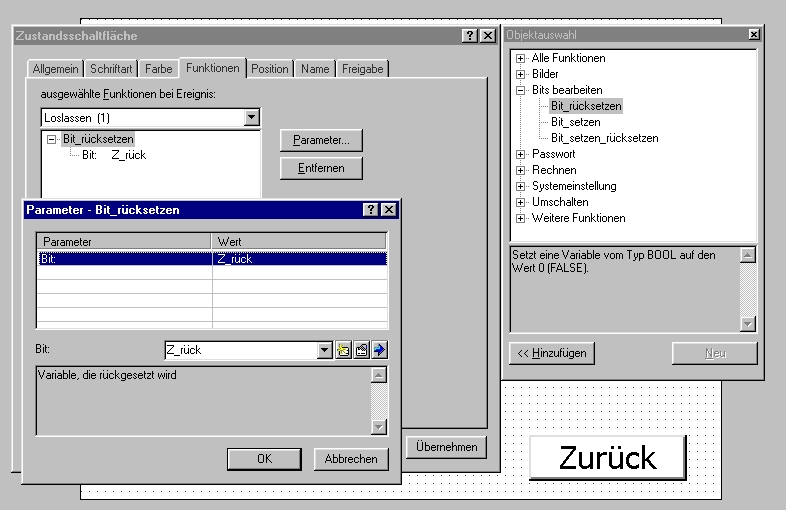 Zustandsschaltfläche
Allgemein Schriftart Farbe Funktionen Position Name Freigabe
ausgewählte Funktionen bei Ereignis:
Loslassen (1)
Bit_rücksetzen
Bit: Z_rück
Parameter...
Entfernen
Parameter - Bit_rücksetzen
Parameter Wert
Bit: Z_rück
Bit: Z_rück
Variable, die rückgesetzt wird
OK Abbrechen
Übernehmen
Objektauswahl
Alle Funktionen
Bilder
Bits bearbeiten
Bit_rücksetzen
Bit_setzen
Bit_setzen_rücksetzen
Passwort
Rechnen
Systemeinstellung
Umschalten
Weitere Funktionen
Setzt eine Variable vom Typ BOOL auf den
Wert 0 (FALSE).
<< Hinzufügen Neu
Zurück